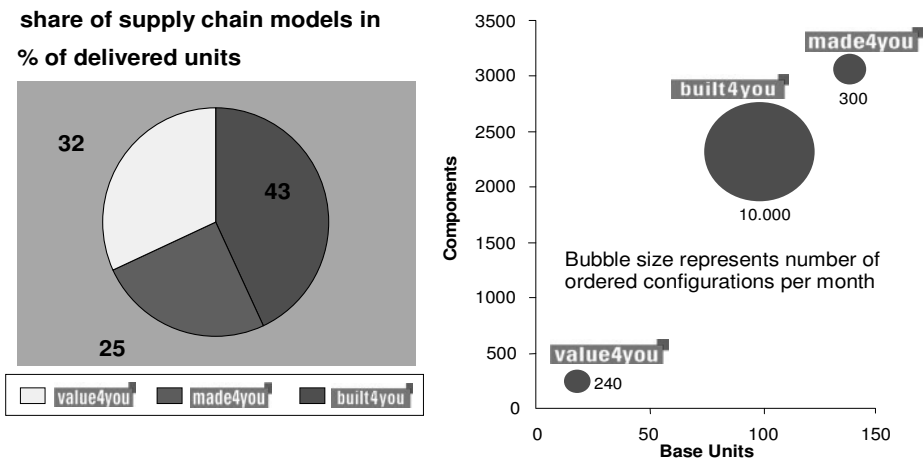 share of supply chain models in
% of delivered units
32
43
25
value4you
made4you
built4you
3500
3000
2500
2000
1500
1000
500
0
Components
made4you
300
built4you
10.000
Bubble size represents number of
ordered configurations per month
value4you
240
0
50
100
150
Base Units